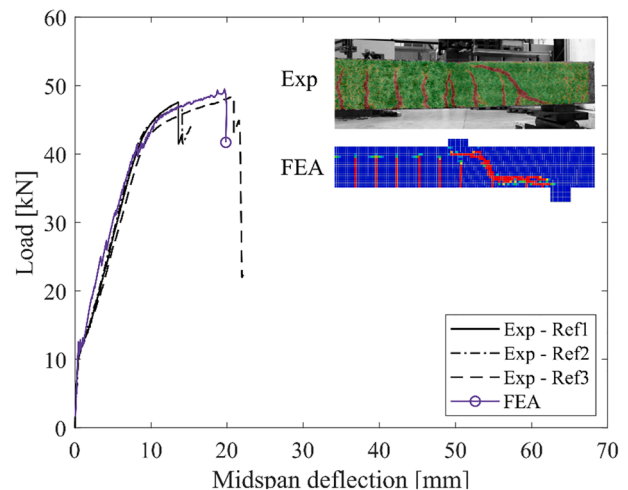 60
50
40
30
20
10
0
Load [kN]
Exp
FEA
Exp - Ref1
Exp - Ref2
Exp - Ref3
FEA
0 10 20 30 40 50 60 70
Midspan deflection [mm]